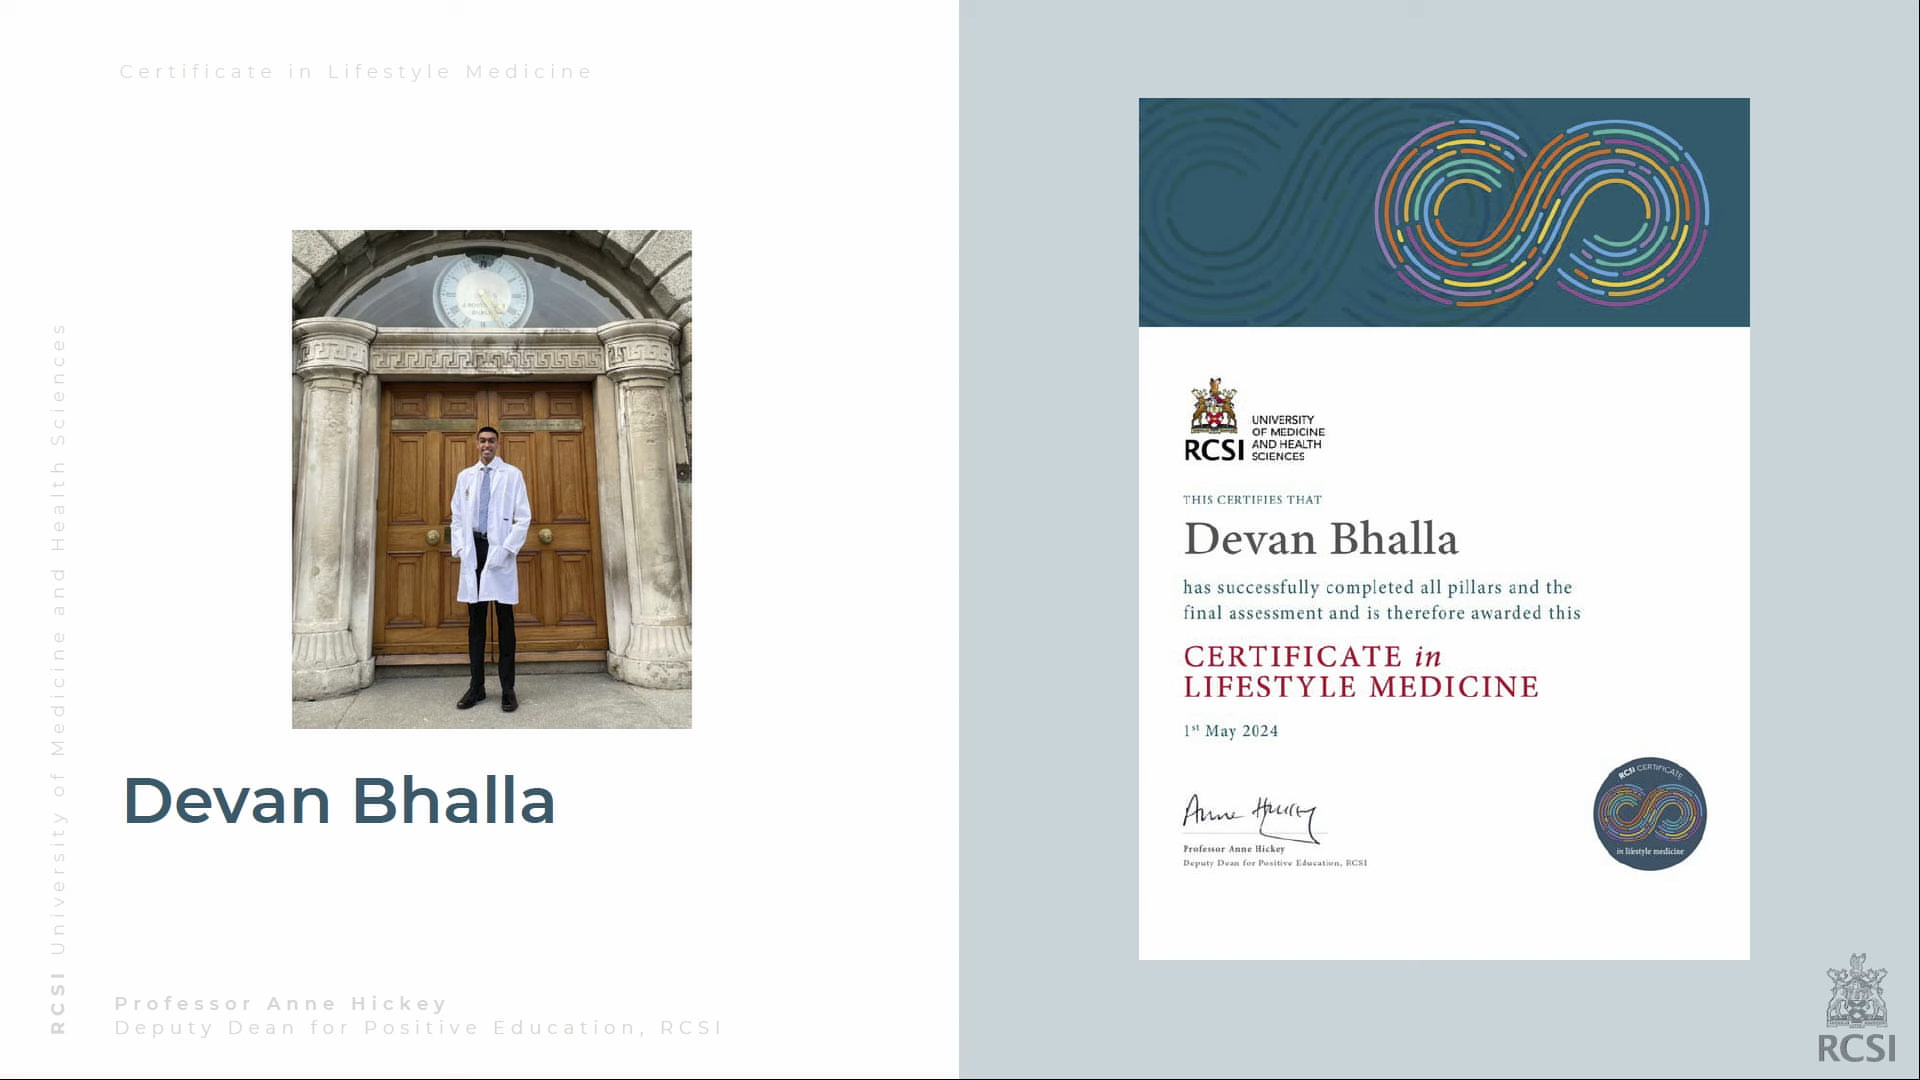 Certificate in Lifestyle Medicine
RCSI University of Medicine and Health Sciences
Devan Bhalla
Professor Anne Hickey
Deputy Dean for Positive Education, RCSI
RCSI
UNIVERSITY
OF MEDICINE
AND HEALTH
SCIENCES
THIS CERTIFIES THAT
Devan Bhalla
has successfully completed all pillars and the
final assessment and is therefore awarded this
CERTIFICATE in
LIFESTYLE MEDICINE
1st May 2024
Anne Hickey
Professor Anne Hickey
Deputy Dean for Positive Education, RCSI
RCSI CERTIFICATE
in lifestyle medicine
RCSI